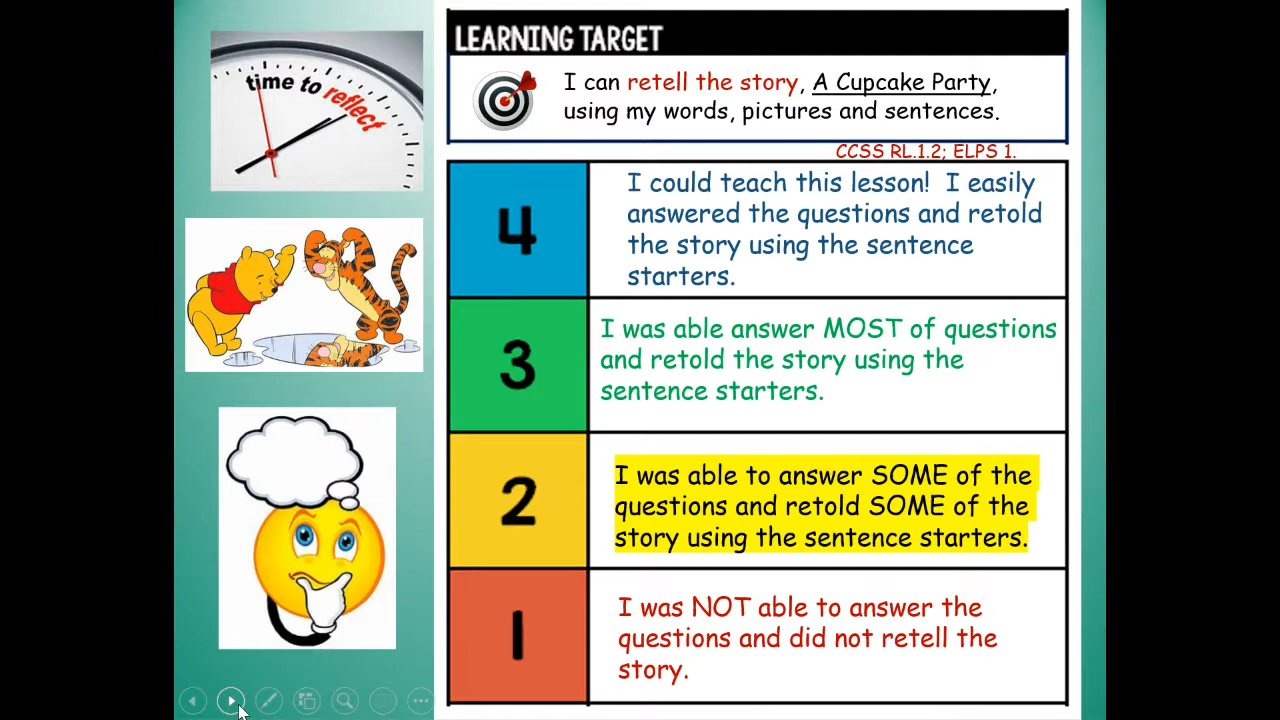 time to reflect
LEARNING TARGET
I can retell the story, A Cupcake Party,
using my words, pictures and sentences.
CCSS RL.1.2; ELPS 1.
4
I could teach this lesson! I easily
answered the questions and retold
the story using the sentence
starters.
3
I was able answer MOST of questions
and retold the story using the
sentence starters.
2
I was able to answer SOME of the
questions and retold SOME of the
story using the sentence starters.
1
I was NOT able to answer the
questions and did not retell the
story.